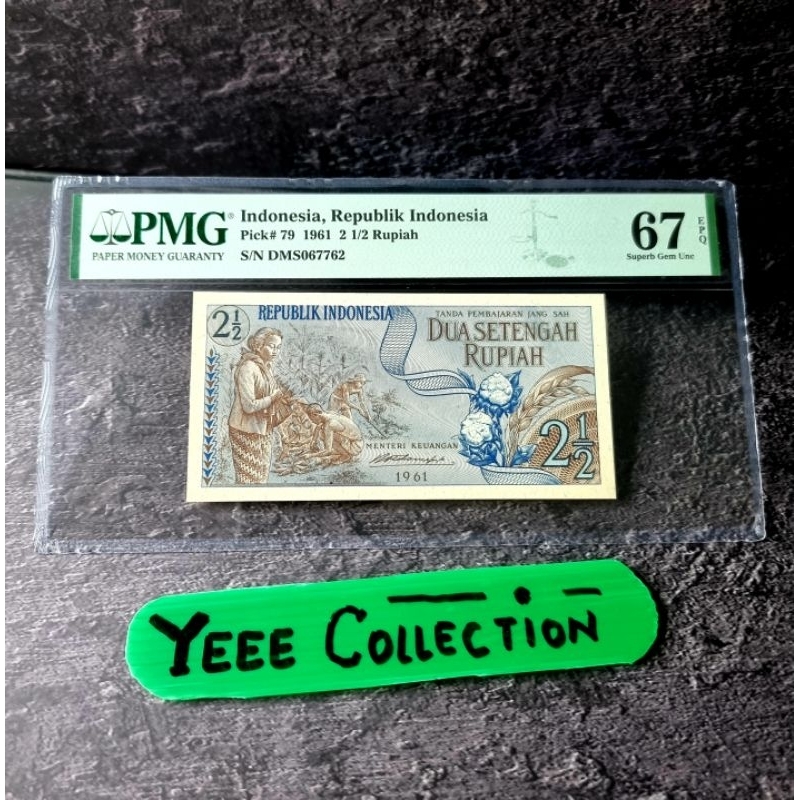 PMG®
PAPER MONEY GUARANTY
Indonesia, Republik Indonesia
Pick# 79 1961 2 1/2 Rupiah
S/N DMS067762
67
EPQ
Superb Gem Unc
2½
REPUBLIK INDONESIA
TANDA PEMBAJARAN JANG SAH
DUA SETENGAH
RUPIAH
MENTERI KEUANGAN
1961
2½
YEEE COLLECTION